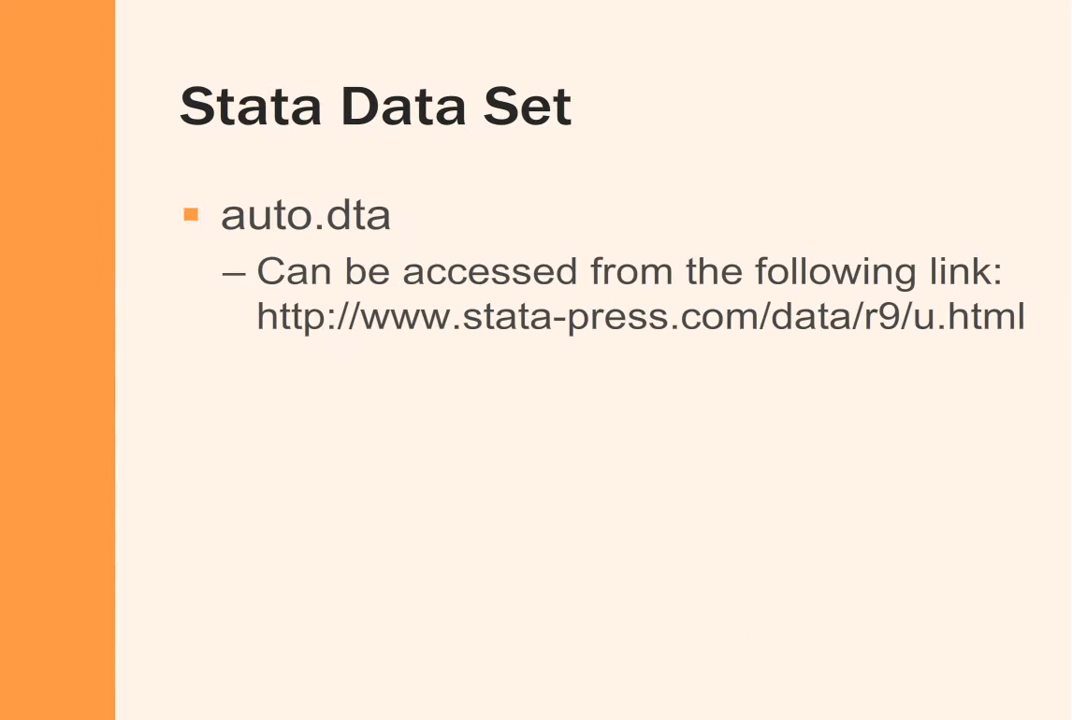 Stata Data Set
auto.dta
– Can be accessed from the following link:
http://www.stata-press.com/data/r9/u.html